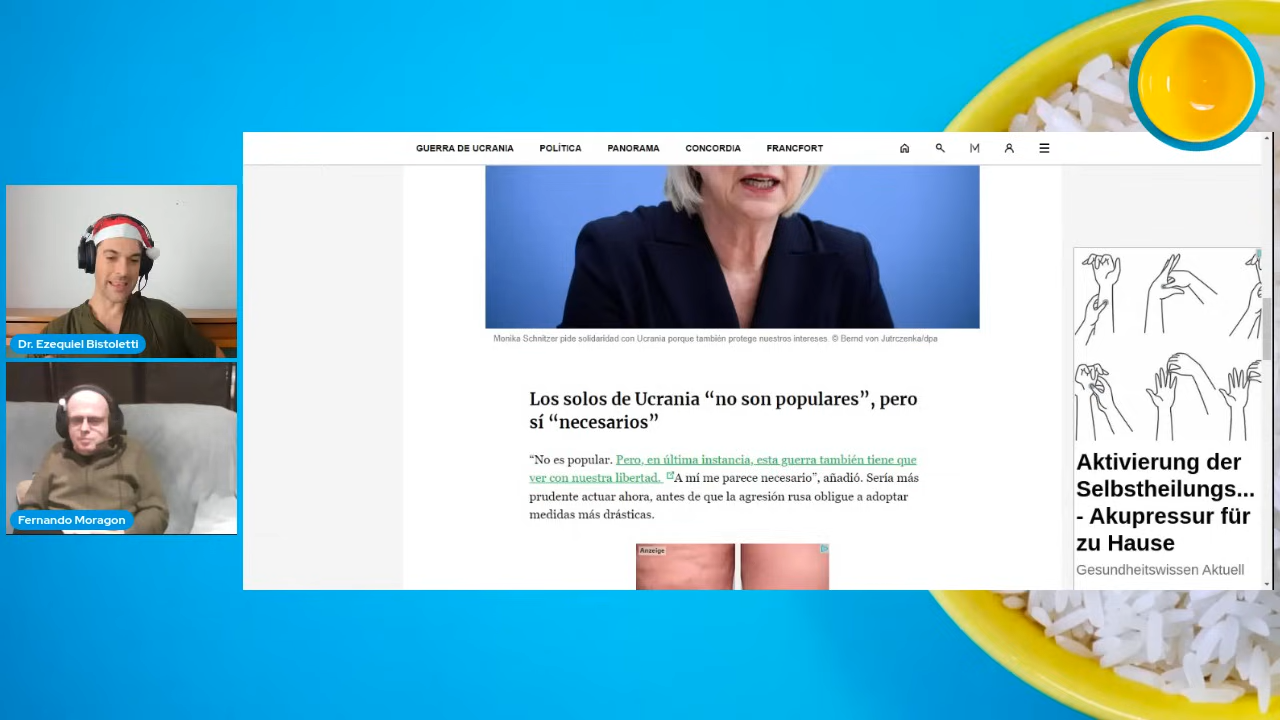 GUERRA DE UCRANIA POLÍTICA PANORAMA CONCORDIA FRANCFORT
Dr. Ezequiel Bistoletti
Fernando Moragon
Monika Schnitzer pide solidaridad con Ucrania porque también protege nuestros intereses. © Bernd von Jutrczenka/dpa
Los solos de Ucrania “no son populares”, pero
sí “necesarios”
“No es popular. Pero, en última instancia, esta guerra también tiene que
ver con nuestra libertad. A mí me parece necesario”, añadió. Sería más
prudente actuar ahora, antes de que la agresión rusa obligue a adoptar
medidas más drásticas.
Anzeige
Aktivierung der
Selbstheilungs...
- Akupressur für
zu Hause
Gesundheitswissen Aktuell